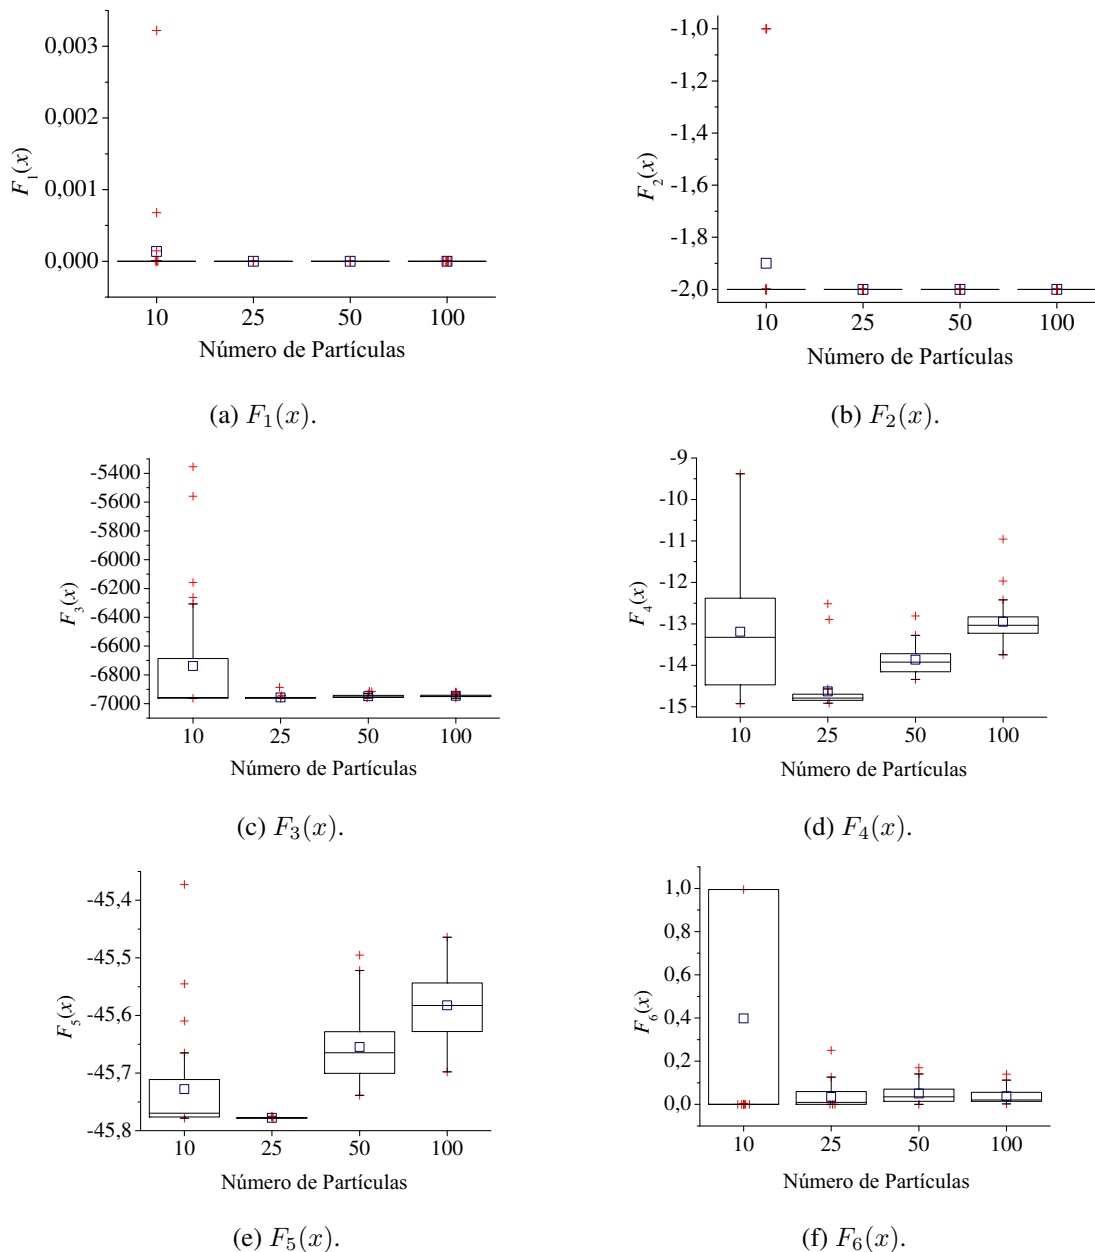 0,003
0,002
0,001
0,000
F₁(x)
10 25 50 100
Número de Partículas
(a) F₁(x).
-1,0
-1,2
-1,4
-1,6
-1,8
-2,0
F₂(x)
10 25 50 100
Número de Partículas
(b) F₂(x).
-5400
-5600
-5800
-6000
-6200
-6400
-6600
-6800
-7000
F₃(x)
10 25 50 100
Número de Partículas
(c) F₃(x).
-9
-10
-11
-12
-13
-14
-15
F₄(x)
10 25 50 100
Número de Partículas
(d) F₄(x).
-45,4
-45,5
-45,6
-45,7
-45,8
F₅(x)
10 25 50 100
Número de Partículas
(e) F₅(x).
1,0
0,8
0,6
0,4
0,2
0,0
F₆(x)
10 25 50 100
Número de Partículas
(f) F₆(x).